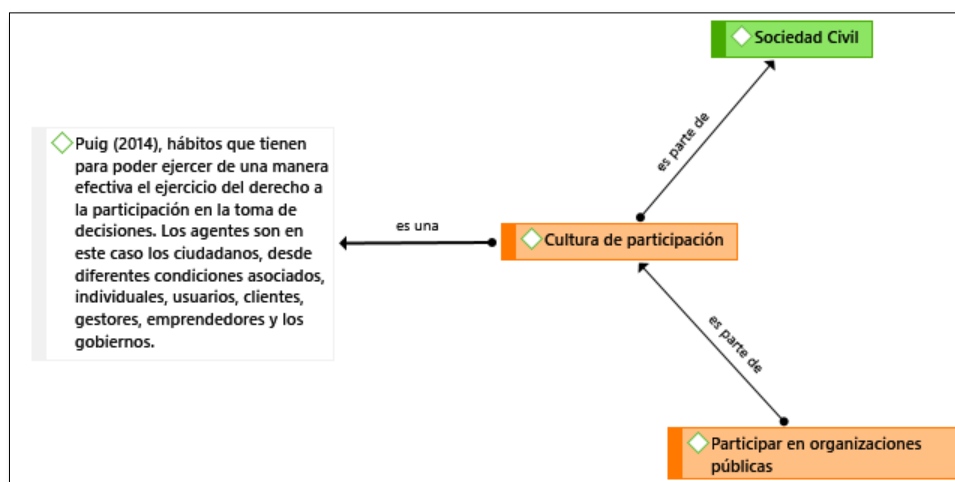 Sociedad Civil
es parte de
Puig (2014), hábitos que tienen
para poder ejercer de una manera
efectiva el ejercicio del derecho a
la participación en la toma de
decisiones. Los agentes son en
este caso los ciudadanos, desde
diferentes condiciones asociados,
individuales, usuarios, clientes,
gestores, emprendedores y los
gobiernos.
es una
Cultura de participación
es parte de
Participar en organizaciones
públicas